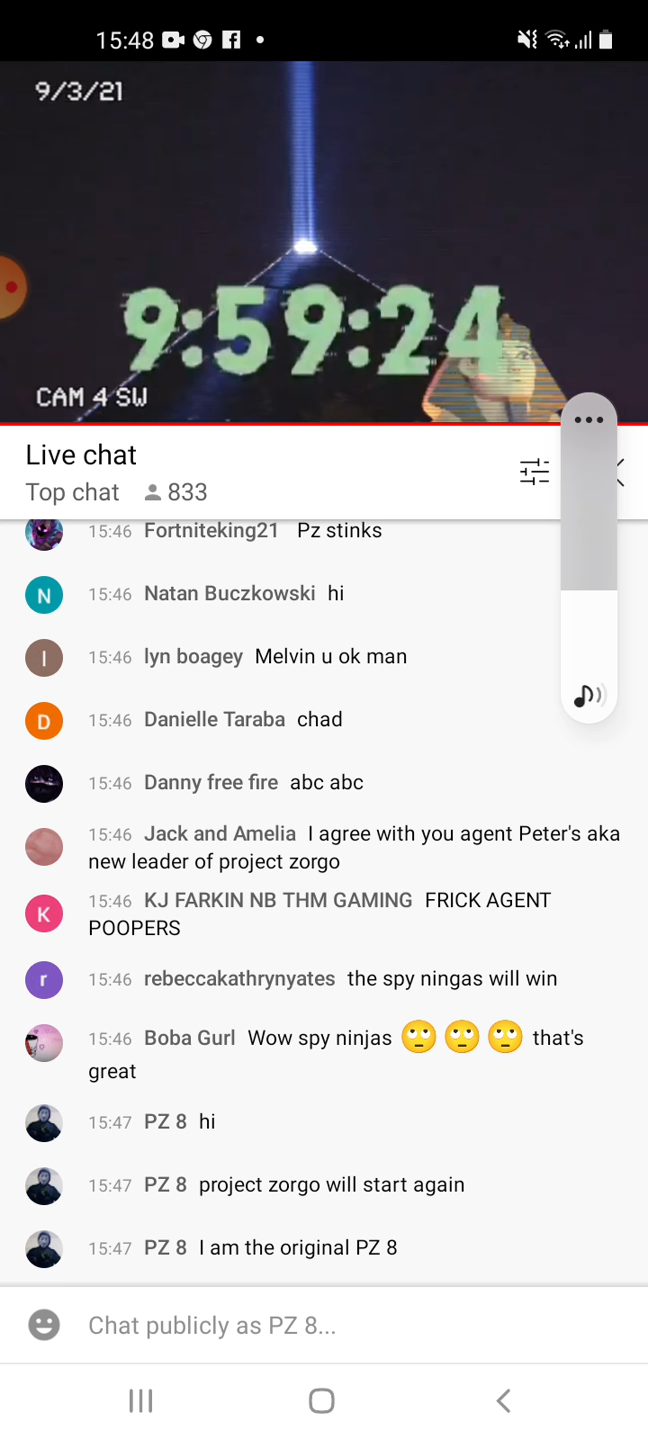 15:48
9/3/21
9:59:24
CAM 4 SW
Live chat
Top chat 833
15:46 Fortniteking21 Pz stinks
N 15:46 Natan Buczkowski hi
l 15:46 lyn boagey Melvin u ok man
D 15:46 Danielle Taraba chad
15:46 Danny free fire abc abc
15:46 Jack and Amelia I agree with you agent Peter's aka
new leader of project zorgo
K 15:46 KJ FARKIN NB THM GAMING FRICK AGENT
POOPERS
r 15:46 rebeccakathrynyates the spy ningas will win
15:46 Boba Gurl Wow spy ninjas 🙄 🙄 🙄 that's
great
15:47 PZ 8 hi
15:47 PZ 8 project zorgo will start again
15:47 PZ 8 I am the original PZ 8
Chat publicly as PZ 8...